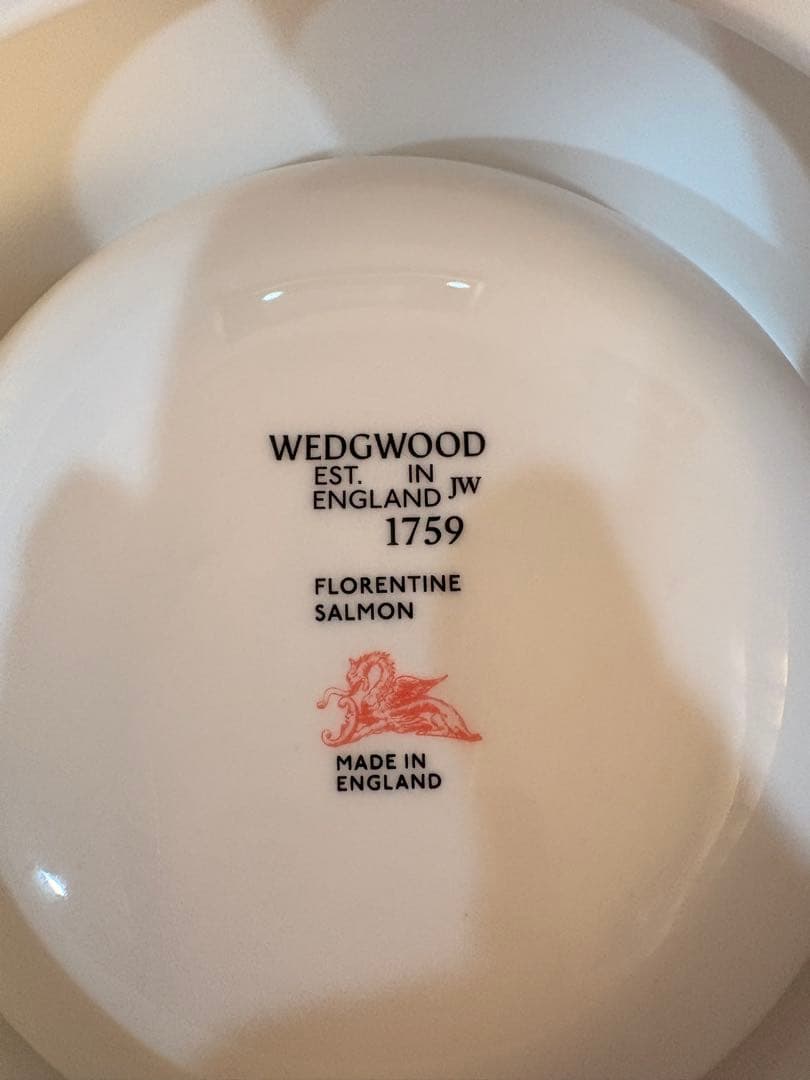 WEDGWOOD
EST. IN
ENGLAND JW
1759
FLORENTINE
SALMON
MADE IN
ENGLAND